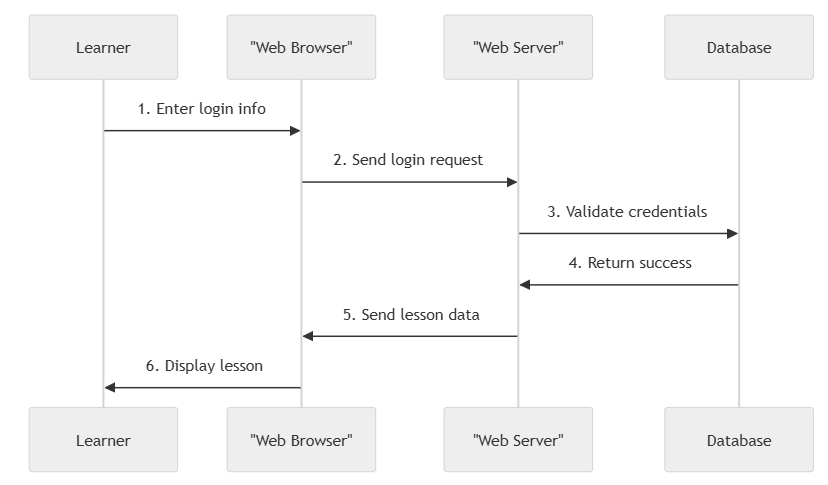 Learner
"Web Browser"
"Web Server"
Database
1. Enter login info
2. Send login request
3. Validate credentials
4. Return success
5. Send lesson data
6. Display lesson
Learner
"Web Browser"
"Web Server"
Database